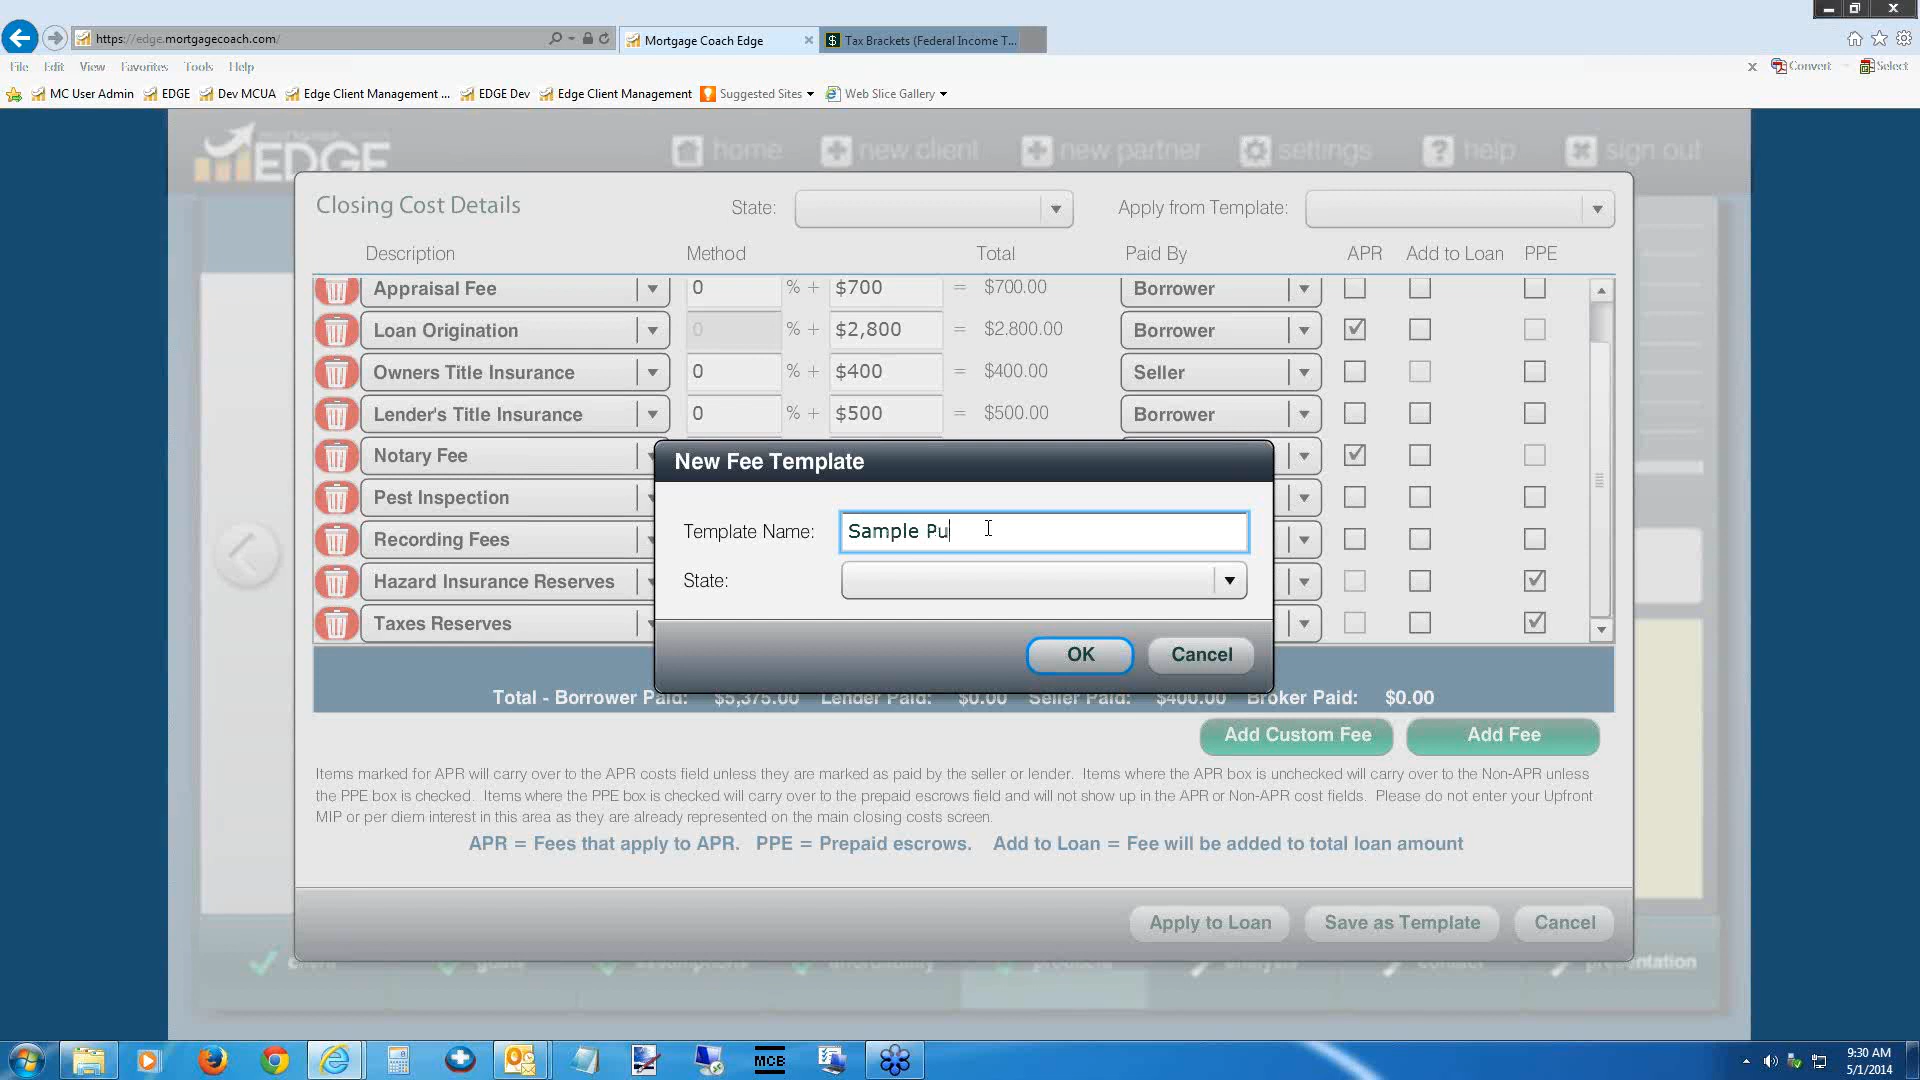 https://edge.mortgagecoach.com/
Mortgage Coach Edge
Tax Brackets (Federal Income T...
File Edit View Favorites Tools Help
Convert
Select
MC User Admin
EDGE
Dev MCUA
Edge Client Management ...
EDGE Dev
Edge Client Management
Suggested Sites
Web Slice Gallery
EDGE
home
new client
new partner
settings
help
sign out
Closing Cost Details
State:
Apply from Template:
Description Method Total Paid By APR Add to Loan PPE
Appraisal Fee 0 % + $700 = $700.00 Borrower
Loan Origination 0 % + $2,800 = $2,800.00 Borrower
Owners Title Insurance 0 % + $400 = $400.00 Seller
Lender's Title Insurance 0 % + $500 = $500.00 Borrower
Notary Fee
Pest Inspection
Recording Fees
Hazard Insurance Reserves
Taxes Reserves
New Fee Template
Template Name: Sample Pu
State:
OK Cancel
Total - Borrower Paid: $5,375.00 Lender Paid: $0.00 Seller Paid: $400.00 Broker Paid: $0.00
Add Custom Fee Add Fee
Items marked for APR will carry over to the APR costs field unless they are marked as paid by the seller or lender. Items where the APR box is unchecked will carry over to the Non-APR unless
the PPE box is checked. Items where the PPE box is checked will carry over to the prepaid escrows field and will not show up in the APR or Non-APR cost fields. Please do not enter your Upfront
MIP or per diem interest in this area as they are already represented on the main closing costs screen.
APR = Fees that apply to APR. PPE = Prepaid escrows. Add to Loan = Fee will be added to total loan amount
Apply to Loan Save as Template Cancel
presentation
MCB
9:30 AM
5/1/2014